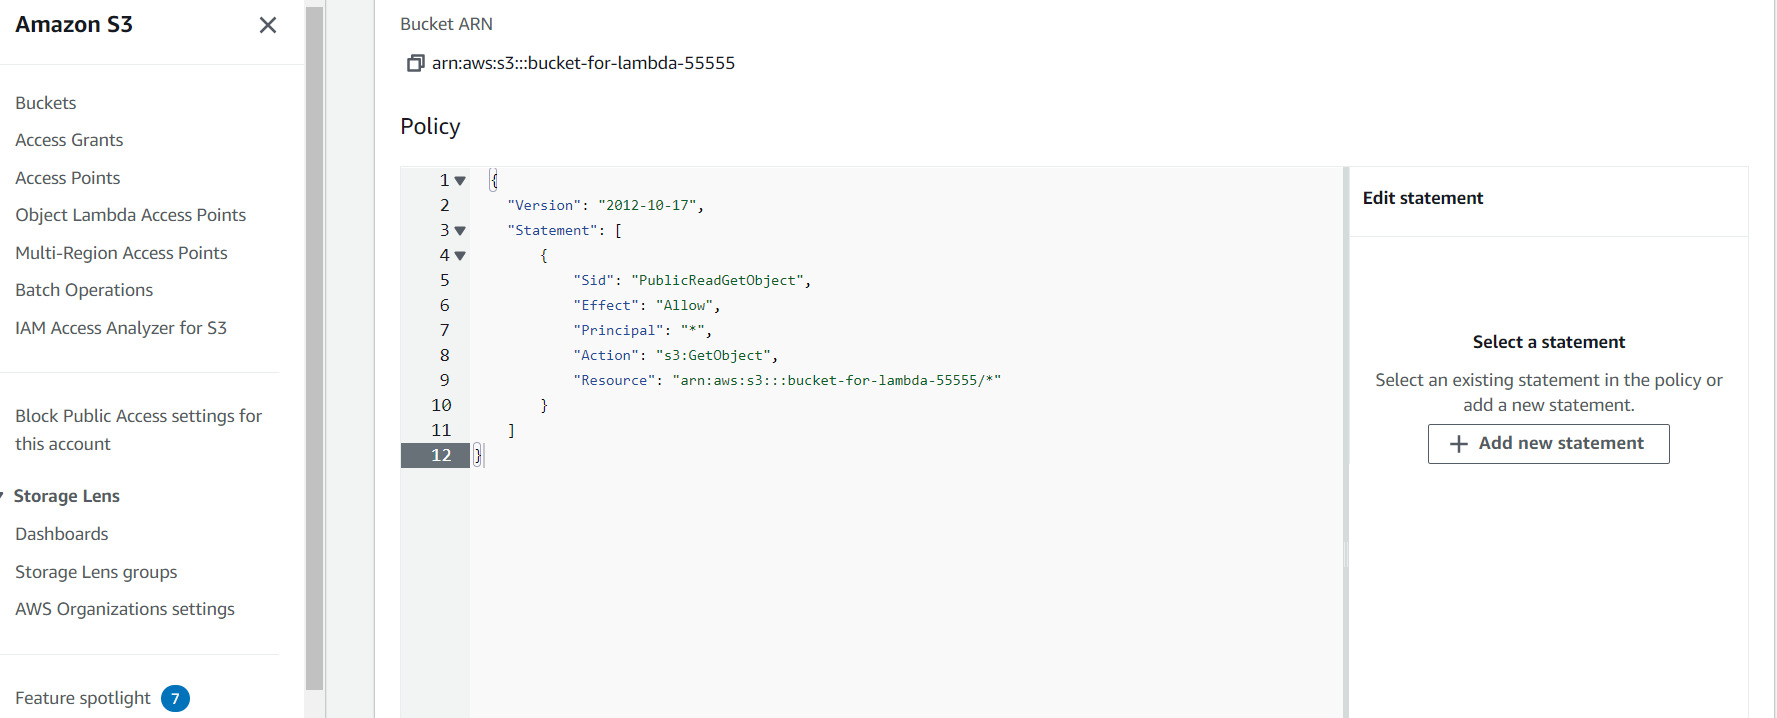 Amazon S3
Buckets
Access Grants
Access Points
Object Lambda Access Points
Multi-Region Access Points
Batch Operations
IAM Access Analyzer for S3
Block Public Access settings for
this account
Storage Lens
Dashboards
Storage Lens groups
AWS Organizations settings
Feature spotlight 7
Bucket ARN
arn:aws:s3:::bucket-for-lambda-55555
Policy
1 {
2 "Version": "2012-10-17",
3 "Statement": [
4 {
5 "Sid": "PublicReadGetObject",
6 "Effect": "Allow",
7 "Principal": "*",
8 "Action": "s3:GetObject",
9 "Resource": "arn:aws:s3:::bucket-for-lambda-55555/*"
10 }
11 ]
12 }
Edit statement
Select a statement
Select an existing statement in the policy or
add a new statement.
+ Add new statement